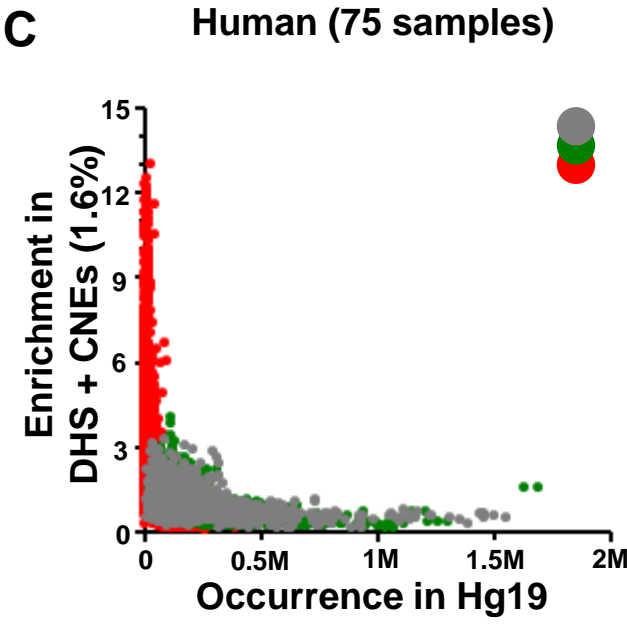 C
Human (75 samples)
Enrichment in
DHS + CNEs (1.6%)
15
12
9
6
3
0
0
0.5M
1M
1.5M
2M
Occurrence in Hg19